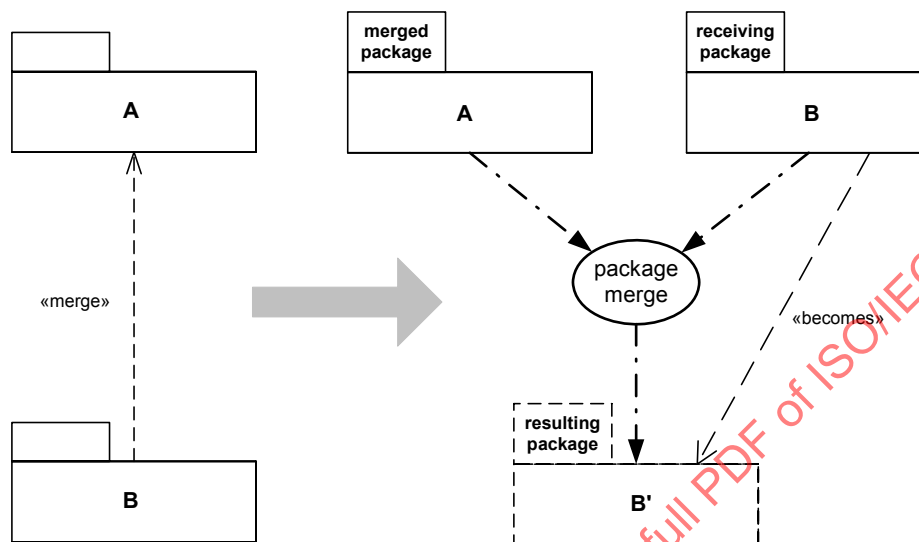 merged
package
receiving
package
A
A
B
package
merge
«merge»
«becomes»
resulting
package
B
B'
full PDF of ISO/IEC